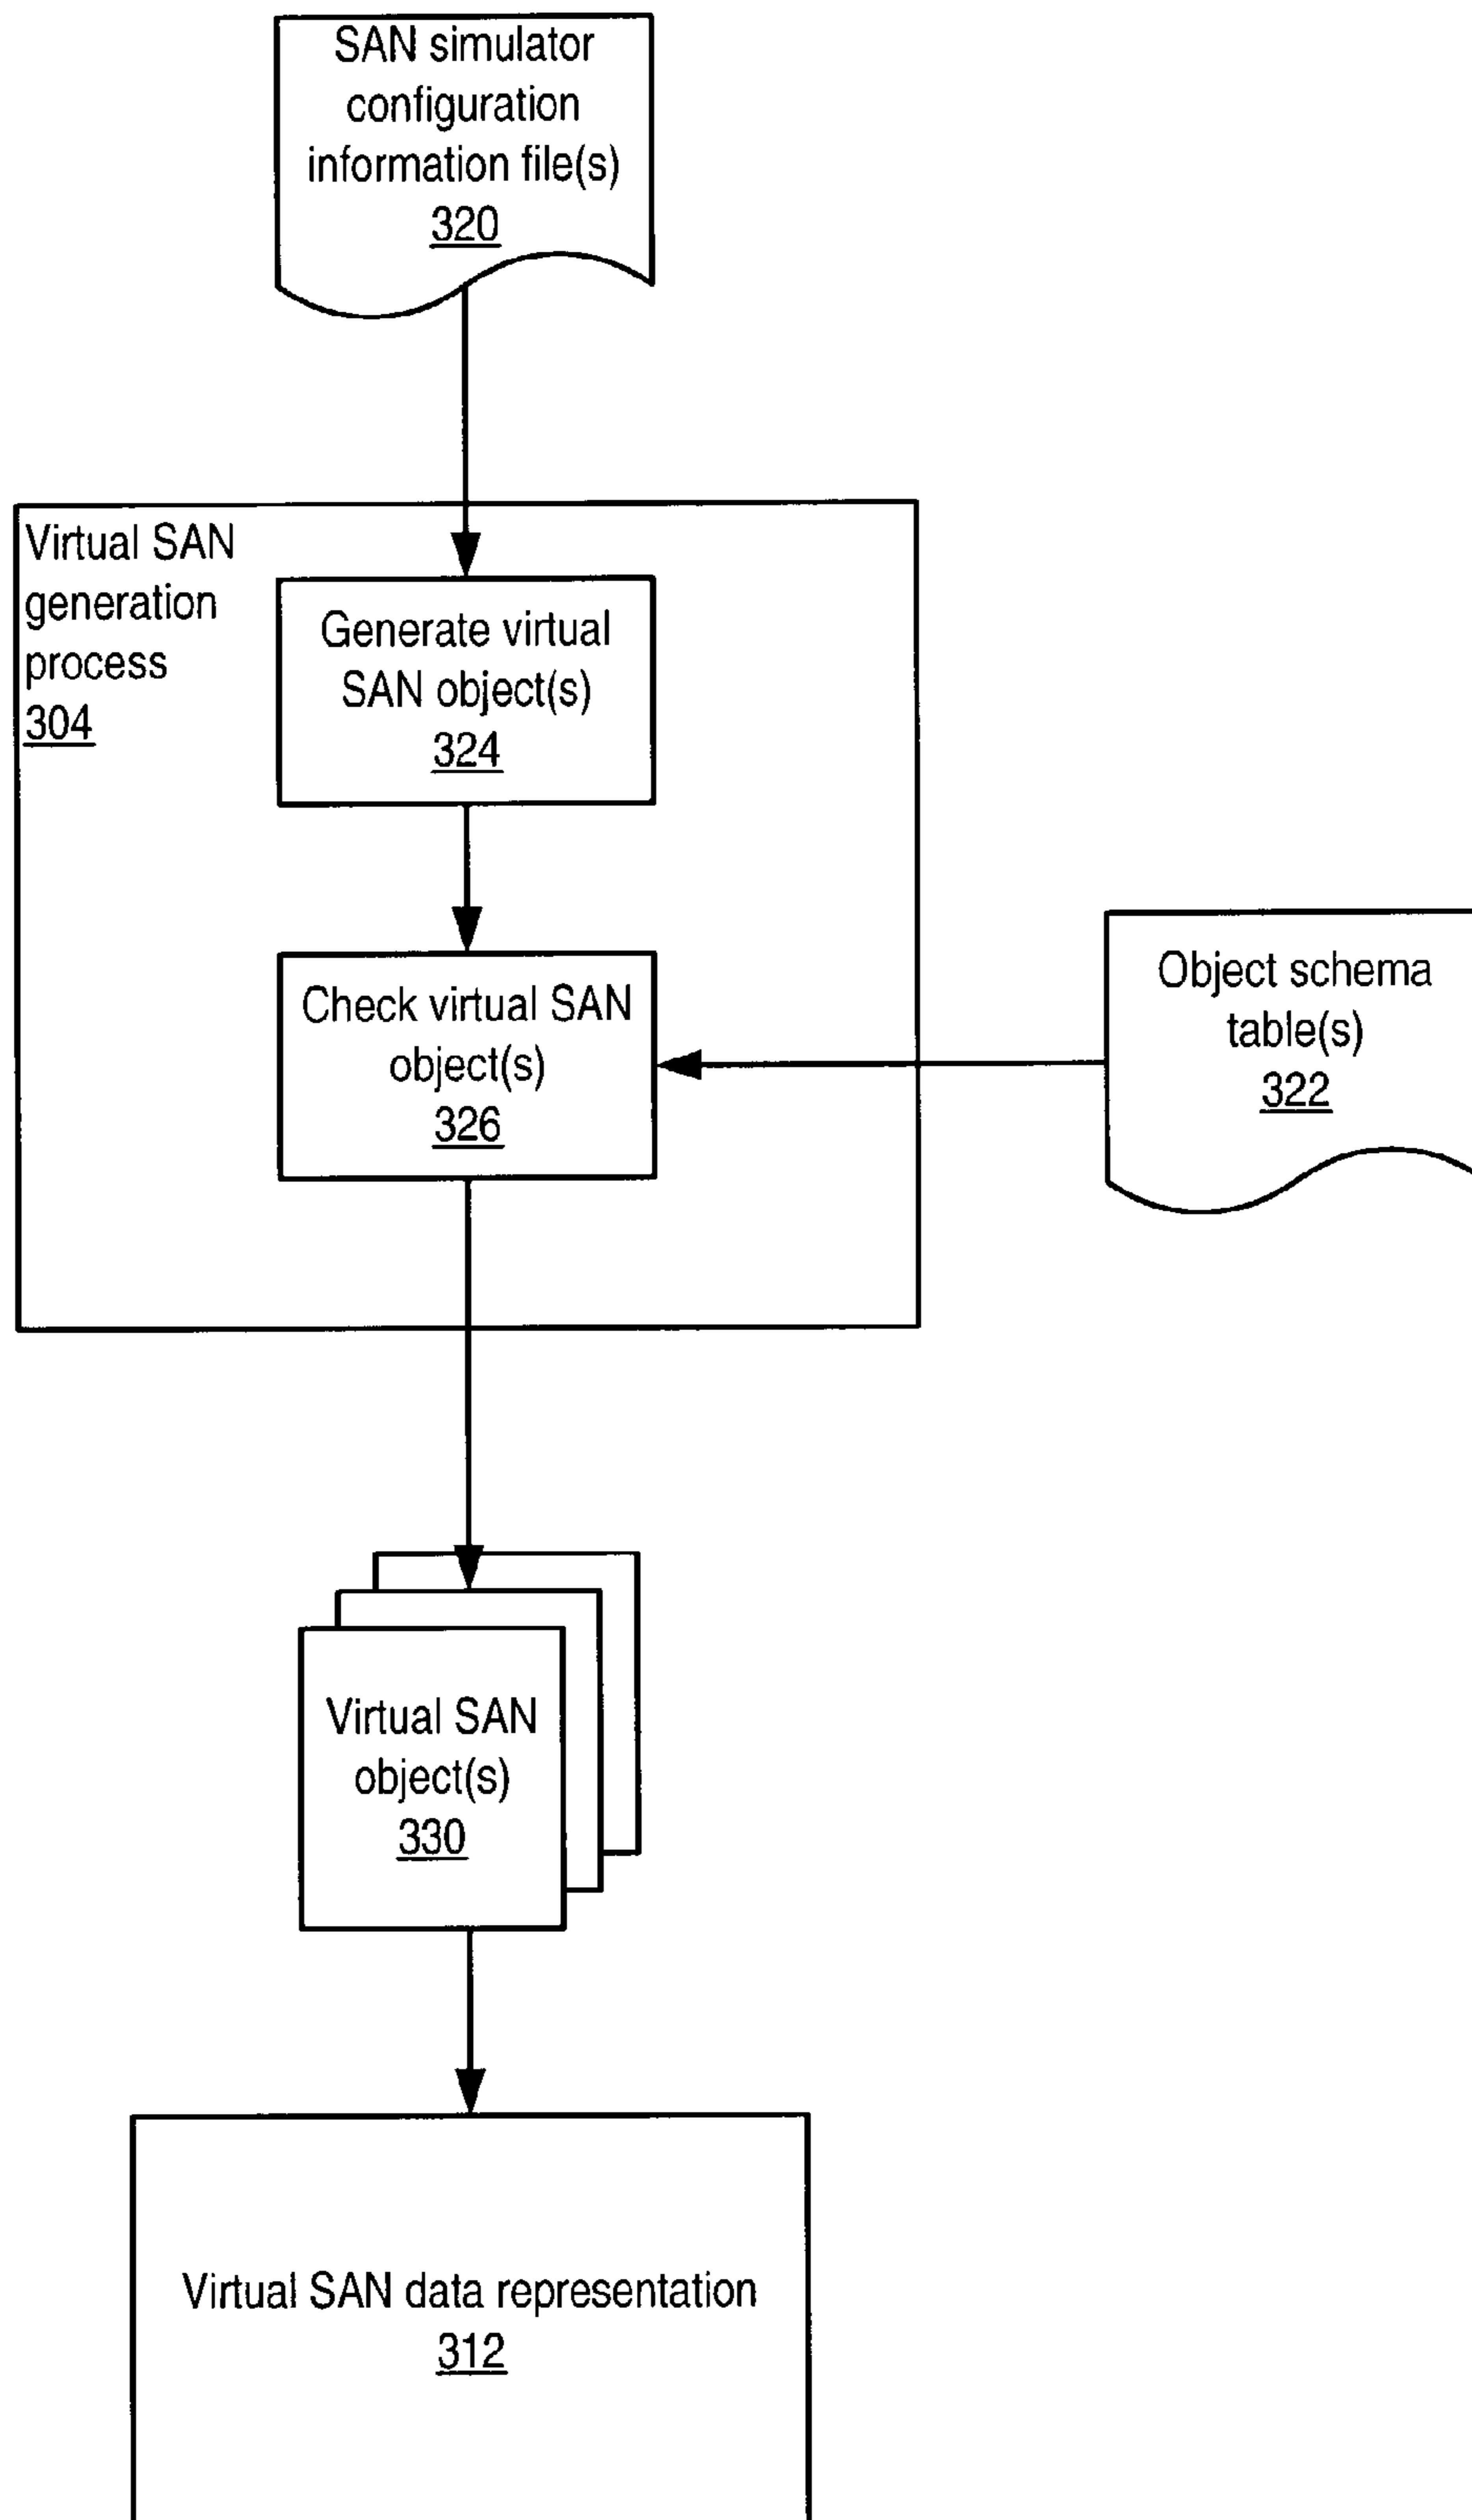 SAN simulator
configuration
information file(s)
320
Virtual SAN
generation
process
304
Generate virtual
SAN object(s)
324
Check virtual SAN
object(s)
326
Object schema
table(s)
322
Virtual SAN
object(s)
330
Virtual SAN data representation
312